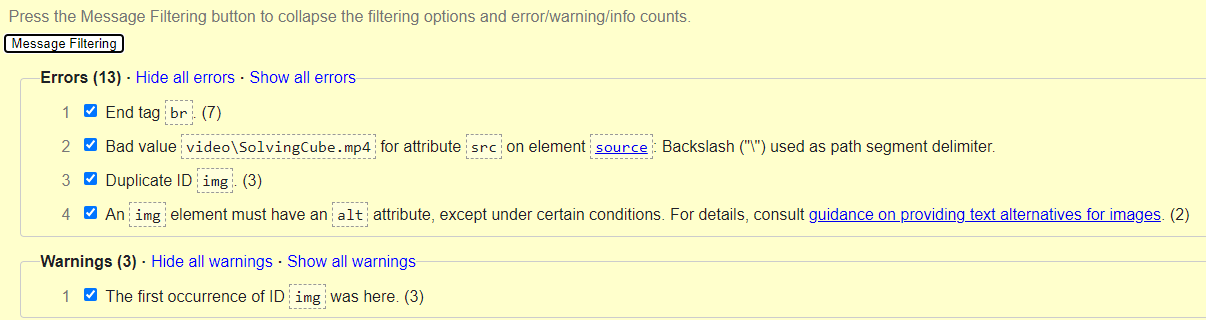 Press the Message Filtering button to collapse the filtering options and error/warning/info counts.
Message Filtering
Errors (13) · Hide all errors · Show all errors
1 End tag br. (7)
2 Bad value video\SolvingCube.mp4 for attribute src on element source: Backslash ("\") used as path segment delimiter.
3 Duplicate ID img. (3)
4 An img element must have an alt attribute, except under certain conditions. For details, consult guidance on providing text alternatives for images. (2)
Warnings (3) · Hide all warnings · Show all warnings
1 The first occurrence of ID img was here. (3)